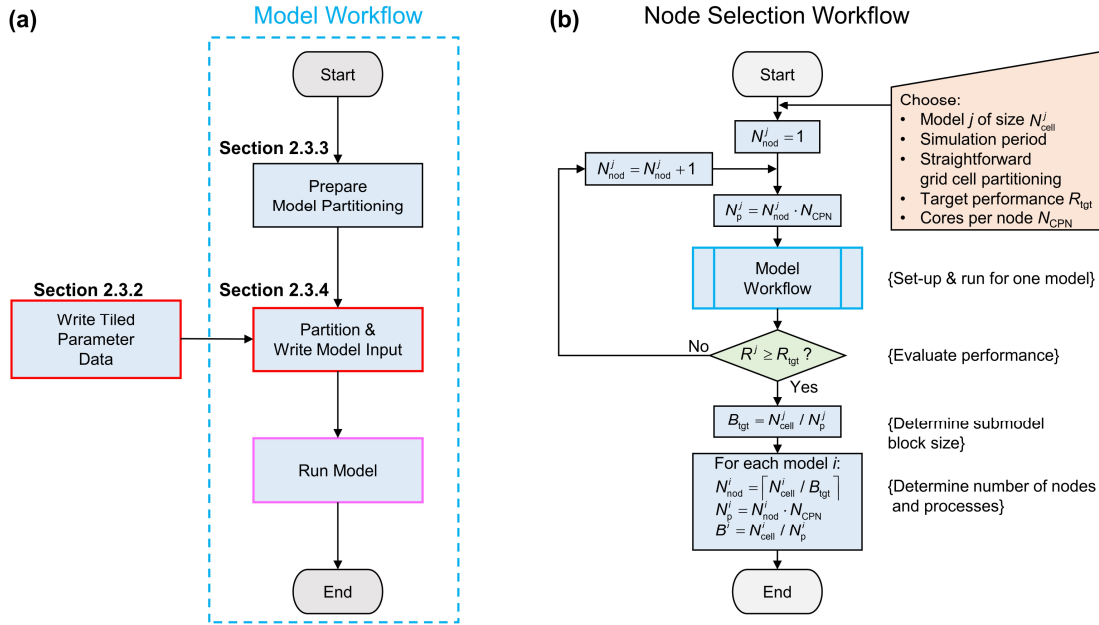 (a)
Model Workflow
Start
Section 2.3.3
Prepare
Model Partitioning
Section 2.3.2
Write Tiled
Parameter
Data
Section 2.3.4
Partition &
Write Model Input
Run Model
End
(b)
Node Selection Workflow
Start
Choose:
• Model j of size N^j_cell
• Simulation period
• Straightforward
grid cell partitioning
• Target performance R_tgt
• Cores per node N_CPN
N^j_nod = 1
N^j_nod = N^j_nod + 1
N^j_p = N^j_nod · N_CPN
Model
Workflow
{Set-up & run for one model}
No
R^j ≥ R_tgt ?
{Evaluate performance}
Yes
B_tgt = N^j_cell / N^j_p
{Determine submodel
block size}
For each model i:
N^i_nod = ⌈N^i_cell / B_tgt⌉
N^i_p = N^i_nod · N_CPN
B^i = N^i_cell / N^i_p
{Determine number of nodes
and processes}
End